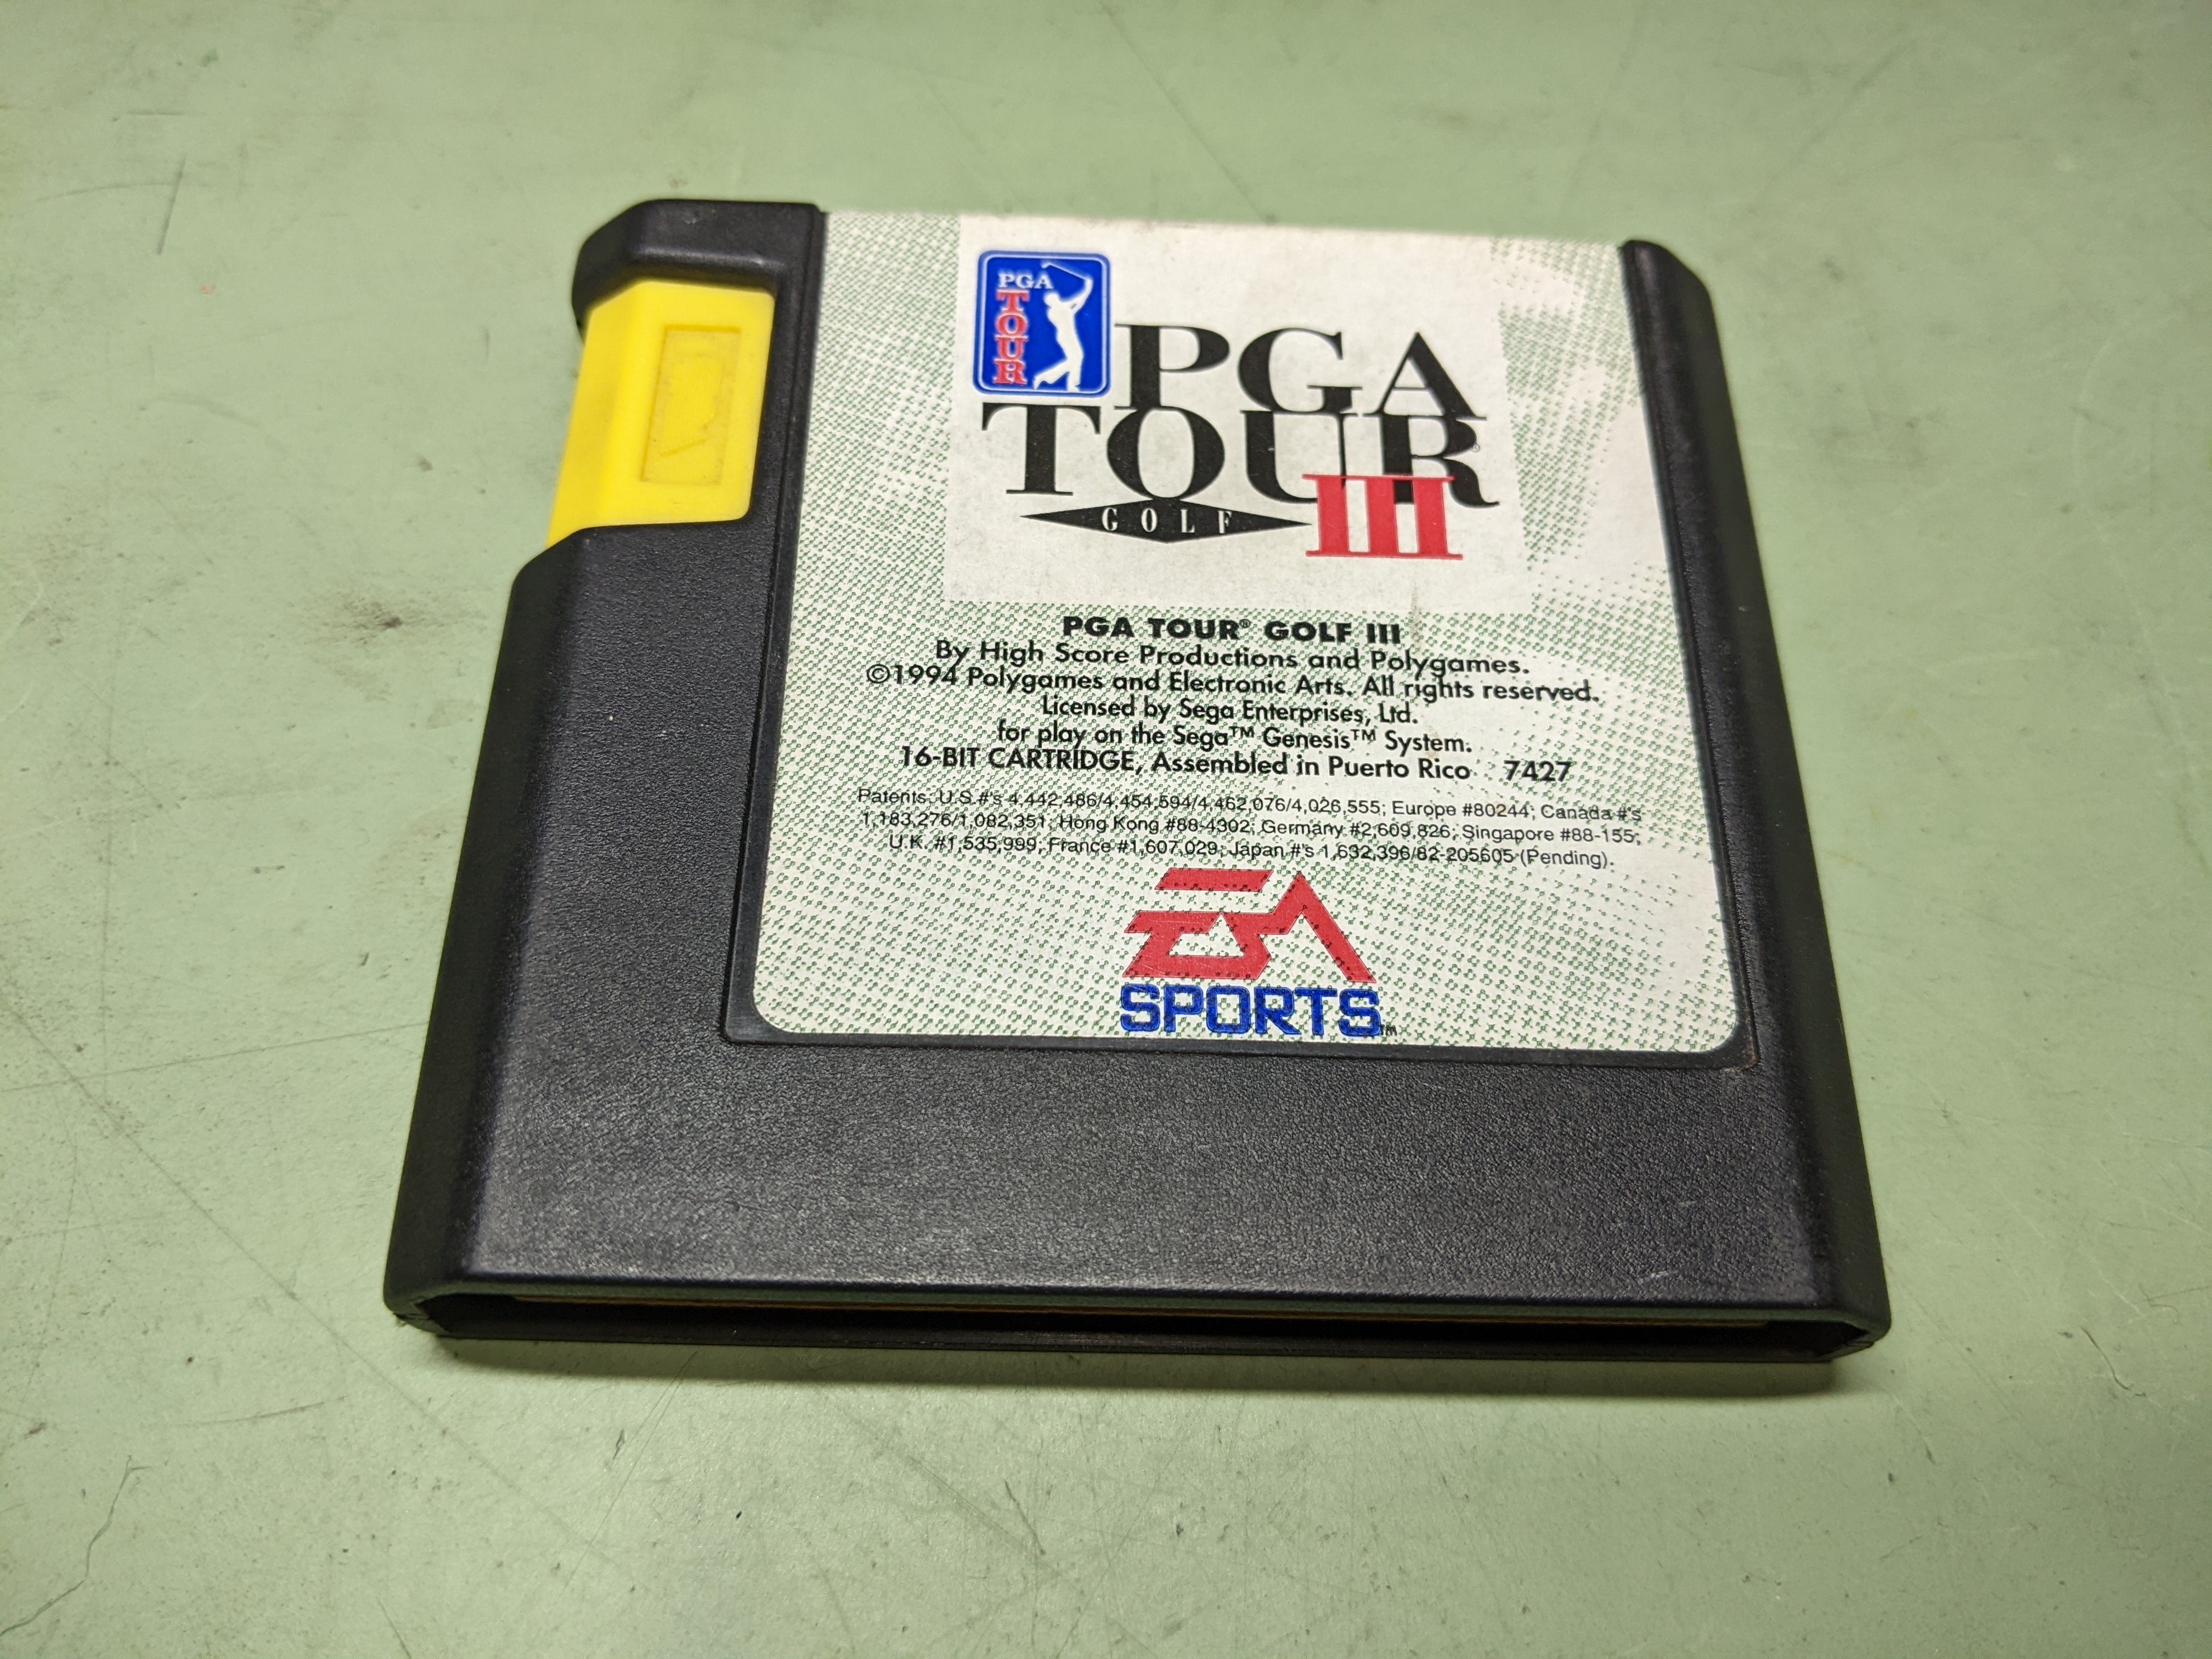 PGA
TOUR
PGA
TOUR®
GOLF III
PGA TOUR® GOLF III
By High Score Productions and Polygames.
©1994 Polygames and Electronic Arts. All rights reserved.
Licensed by Sega Enterprises, Ltd.
for play on the Sega™ Genesis™ System.
16-BIT CARTRIDGE, Assembled in Puerto Rico 7427
Patents: U.S.#'s 4,442,486/4,454,594/4,462,076/4,026,555; Europe #80244; Canada #'s
1,183,276/1,082,351; Hong Kong #88-4302; Germany #2,609,826; Singapore #88-155;
U.K. #1,535,999; France #1,607,029; Japan #'s 1,632,396/82-205605 (Pending).
EA
SPORTS™